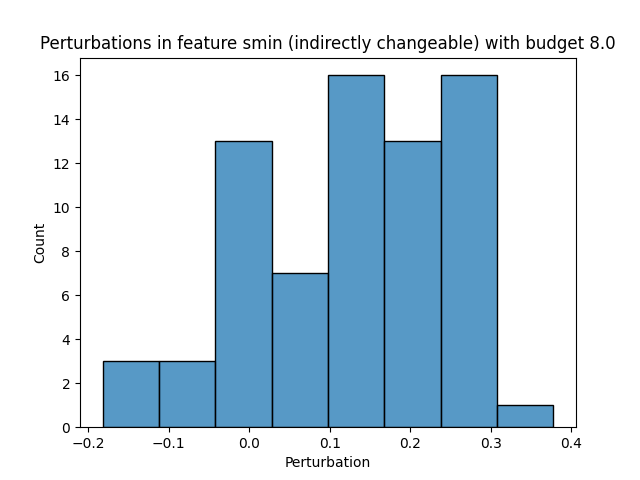 Perturbations in feature smin (indirectly changeable) with budget 8.0
16
14
12
10
8
6
4
2
0
Count
−0.2 −0.1 0.0 0.1 0.2 0.3 0.4
Perturbation